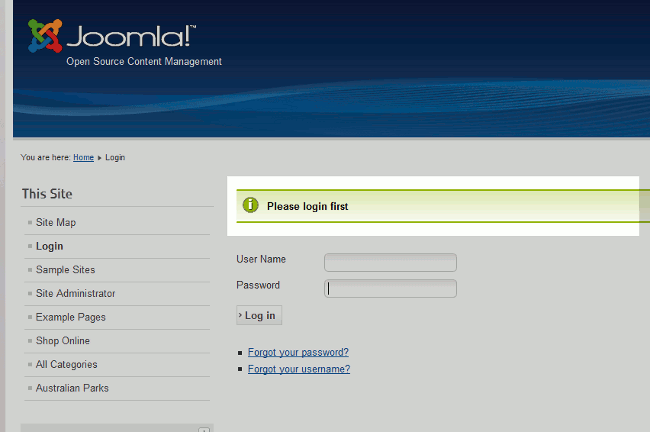 Joomla!™
Open Source Content Management
You are here: Home Login
This Site
Site Map
Login
Sample Sites
Site Administrator
Example Pages
Shop Online
All Categories
Australian Parks
Please login first
User Name
Password
Log in
Forgot your password?
Forgot your username?